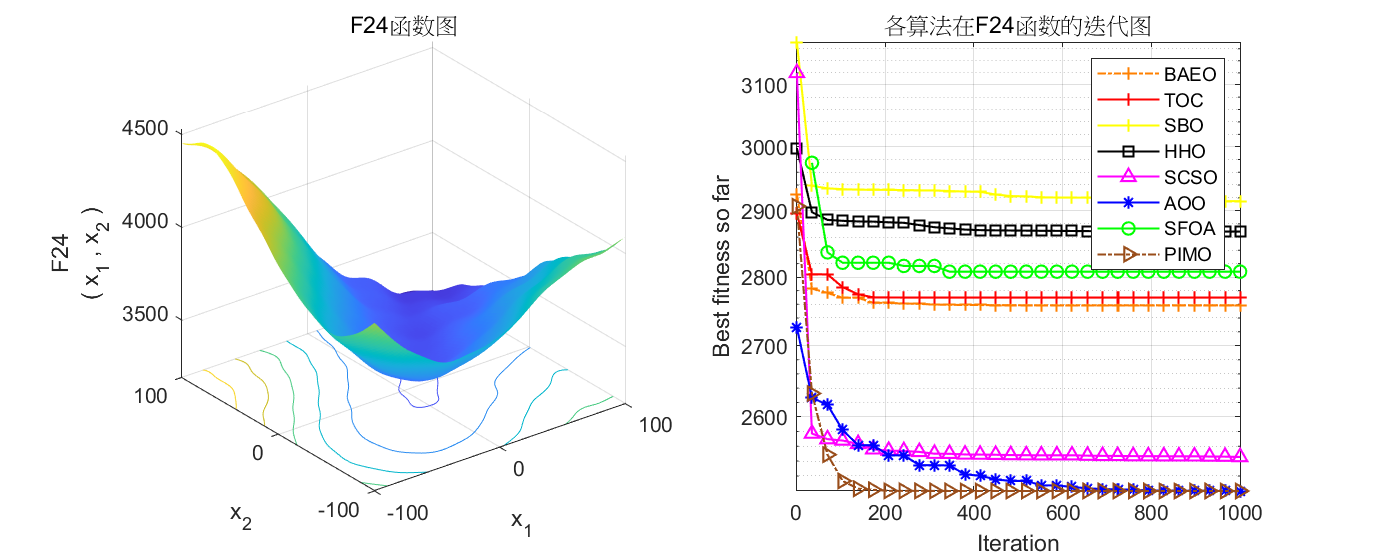 F24函数图
4500
4000
3500
F24
( x1 , x2 )
100
0
-100
x2
-100
0
100
x1
各算法在F24函数的迭代图
3100
3000
2900
2800
2700
2600
Best fitness so far
0 200 400 600 800 1000
Iteration
BAEO
TOC
SBO
HHO
SCSO
AOO
SFOA
PIMO